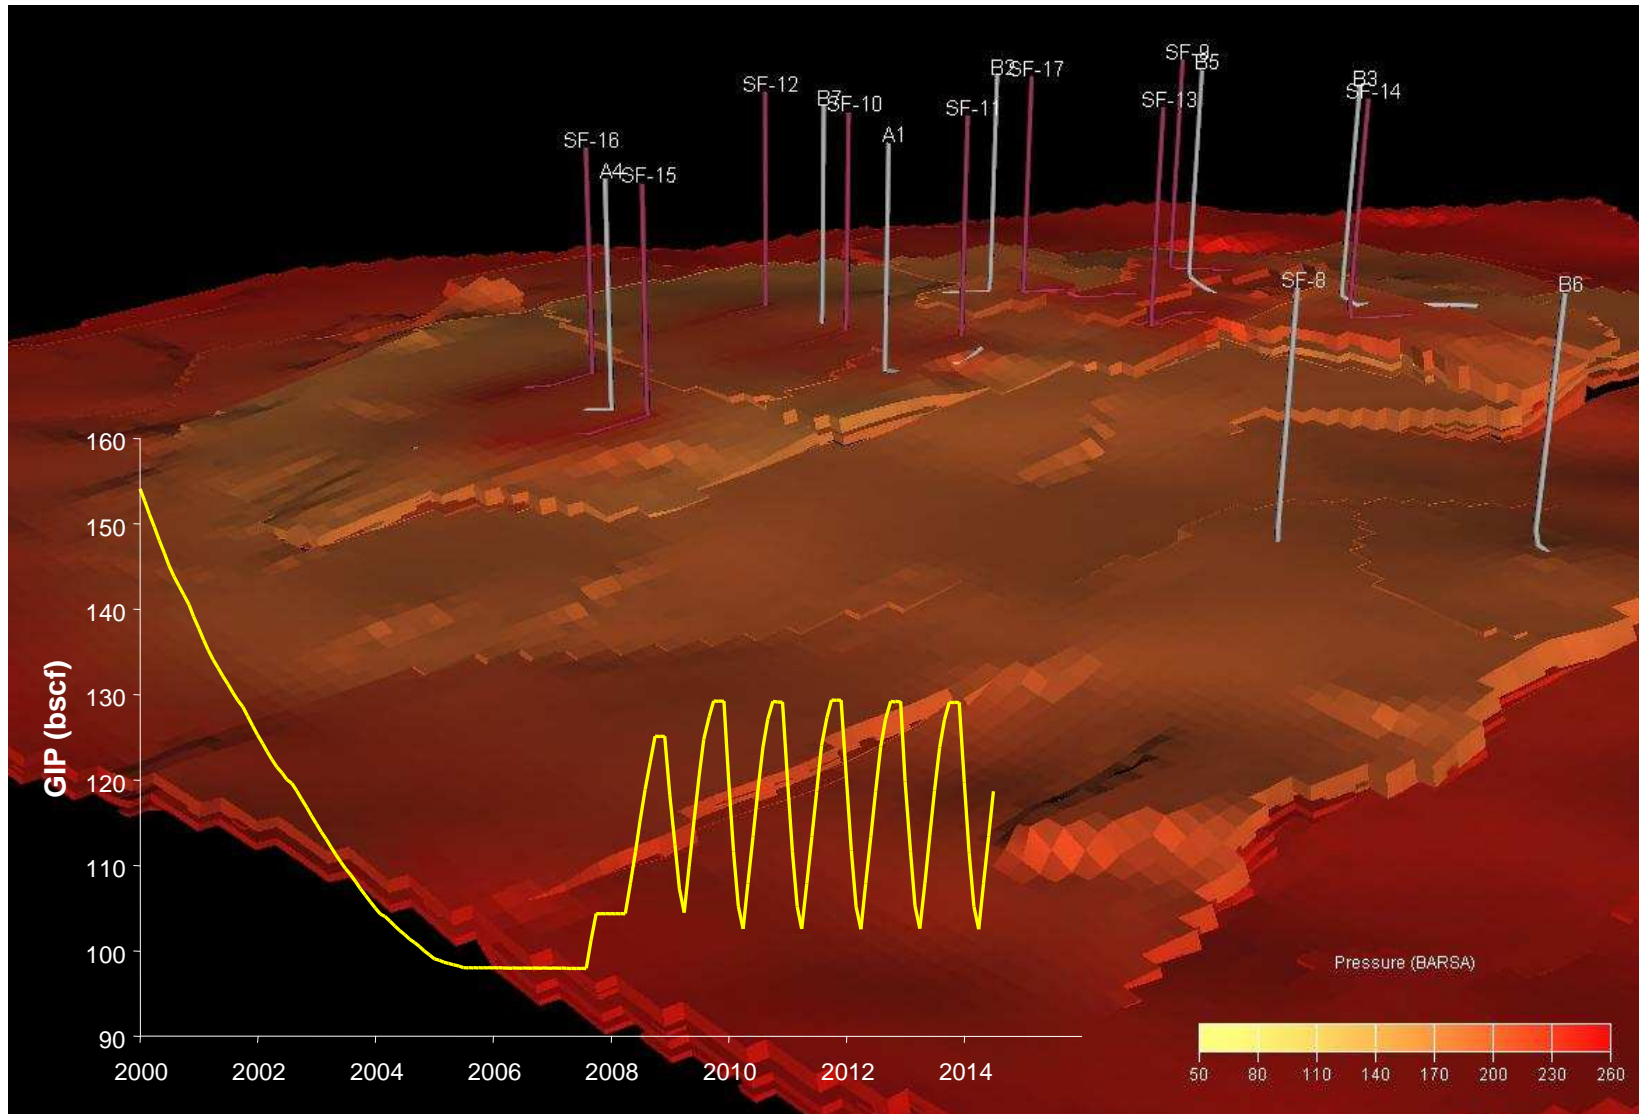 SF-9
B5
B2
SF-17
B3
SF-14
SF-12
B7
SF-10
SF-11
SF-13
A1
SF-16
A4
SF-15
SF-8
B6
160
150
140
130
120
110
100
90
GIP (bscf)
2000 2002 2004 2006 2008 2010 2012 2014
Pressure (BARSA)
50 80 110 140 170 200 230 260